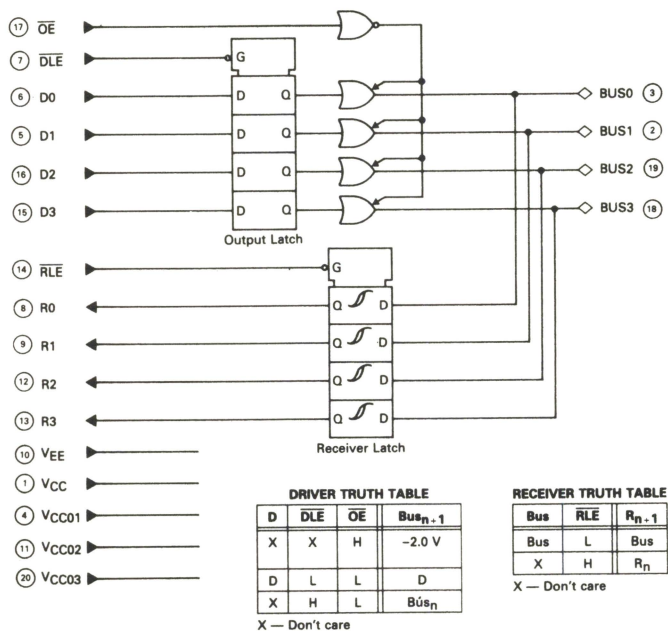 17 OE
7 DLE G
6 D0 D Q BUS0 3
5 D1 D Q BUS1 2
16 D2 D Q BUS2 19
15 D3 D Q BUS3 18
Output Latch
14 RLE G
8 R0 Q D
9 R1 Q D
12 R2 Q D
13 R3 Q D
Receiver Latch
10 VEE
1 VCC
4 VCC01
11 VCC02
20 VCC03
DRIVER TRUTH TABLE
D DLE OE Busn+1
X X H −2.0 V
D L L D
X H L Busn
X — Don't care
RECEIVER TRUTH TABLE
Bus RLE Rn+1
Bus L Bus
X H Rn
X — Don't care